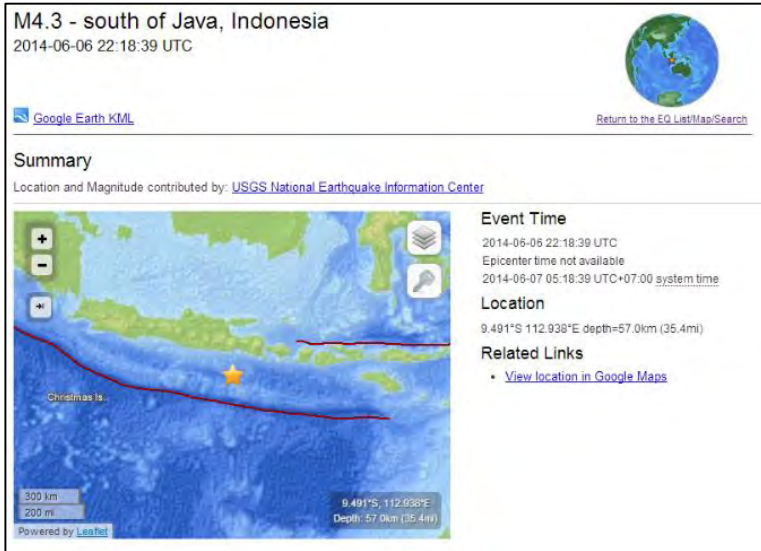 M4.3 - south of Java, Indonesia
2014-06-06 22:18:39 UTC
Google Earth KML
Return to the EQ List/Map/Search
Summary
Location and Magnitude contributed by: USGS National Earthquake Information Center
+
−
Christmas Is.
300 km
200 mi
Powered by Leaflet
9.491°S, 112.938°E
Depth: 57.0km (35.4mi)
Event Time
2014-06-06 22:18:39 UTC
Epicenter time not available
2014-06-07 05:18:39 UTC+07:00 system time
Location
9.491°S 112.938°E depth=57.0km (35.4mi)
Related Links
• View location in Google Maps